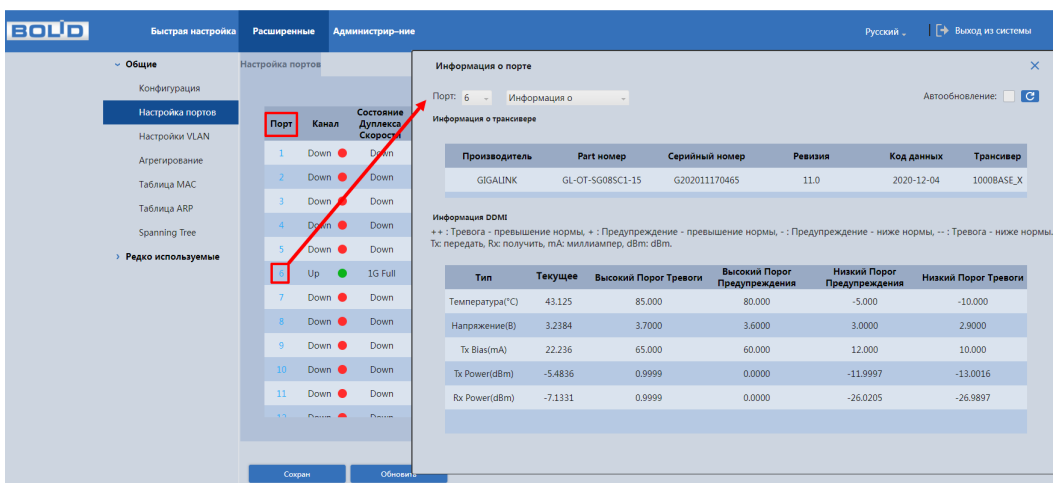 BOLID Быстрая настройка Расширенные Администрир-ние Русский Выход из системы
Общие
Конфигурация
Настройка портов
Настройки VLAN
Агрегирование
Таблица MAC
Таблица ARP
Spanning Tree
Редко используемые
Настройка портов
Порт Канал Состояние Дуплекса Скорости
1 Down Down
2 Down Down
3 Down Down
4 Down Down
5 Down Down
6 Up 1G Full
7 Down Down
8 Down Down
9 Down Down
10 Down Down
11 Down Down
12 Down Down
Сохран Обновить
Информация о порте
Порт: 6 Информация о Автообновление:
Информация о трансивере
Производитель Part номер Серийный номер Ревизия Код данных Трансивер
GIGALINK GL-OT-SG08SC1-15 G202011170465 11.0 2020-12-04 1000BASE_X
Информация DDMI
++ : Тревога - превышение нормы, + : Предупреждение - превышение нормы, - : Предупреждение - ниже нормы, -- : Тревога - ниже нормы.
Tx: передать, Rx: получить, mA: миллиампер, dBm: dBm.
Тип Текущее Высокий Порог Тревоги Высокий Порог Предупреждения Низкий Порог Предупреждения Низкий Порог Тревоги
Температура(°C) 43.125 85.000 80.000 -5.000 -10.000
Напряжение(В) 3.2384 3.7000 3.6000 3.0000 2.9000
Tx Bias(mA) 22.236 65.000 60.000 12.000 10.000
Tx Power(dBm) -5.4836 0.9999 0.0000 -11.9997 -13.0016
Rx Power(dBm) -7.1331 0.9999 0.0000 -26.0205 -26.9897